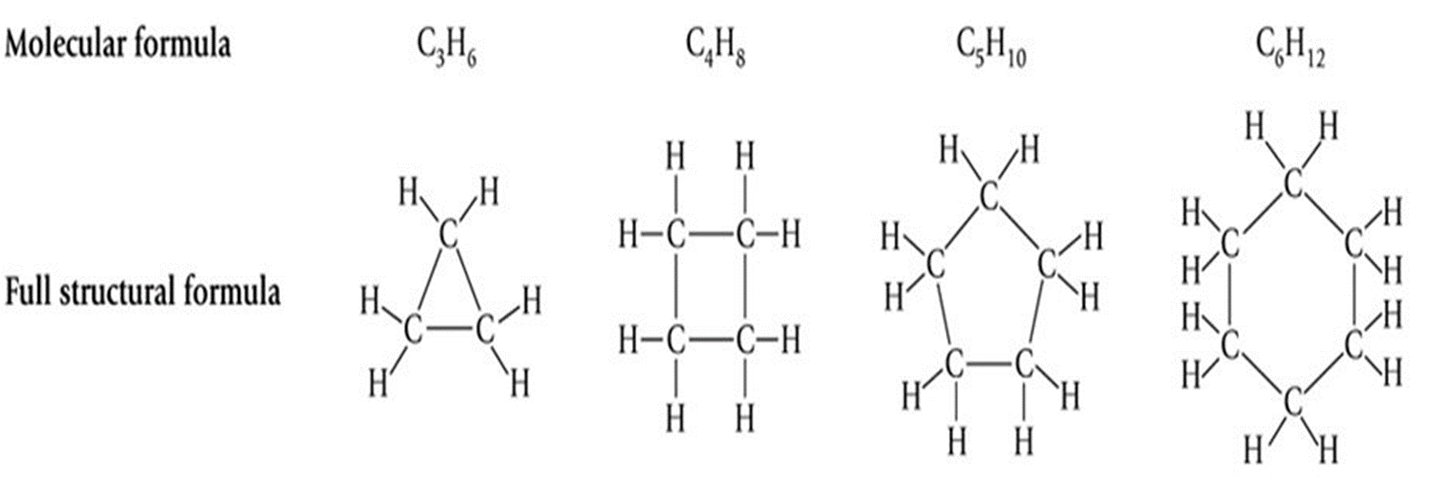 Molecular formula C₃H₆ C₄H₈ C₅H₁₀ C₆H₁₂
H H H H H H H H
H H C C
C H–C—C–H H C C H H C C H
H H H H H H
C—C H–C—C–H C—C H C C H
H H H H H H
H H H H C
H H H H
Full structural formula